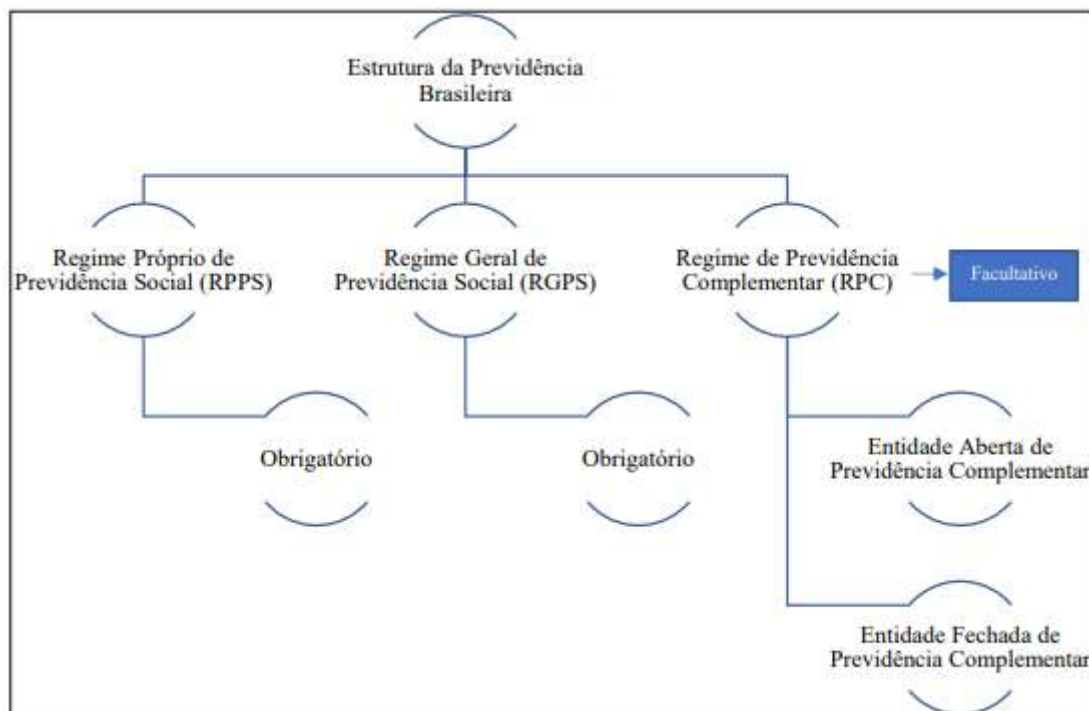 Estrutura da Previdência
Brasileira
Regime Próprio de
Previdência Social (RPPS)
Regime Geral de
Previdência Social (RGPS)
Regime de Previdência
Complementar (RPC)
Facultativo
Obrigatório
Obrigatório
Entidade Aberta de
Previdência Complementar
Entidade Fechada de
Previdência Complementar